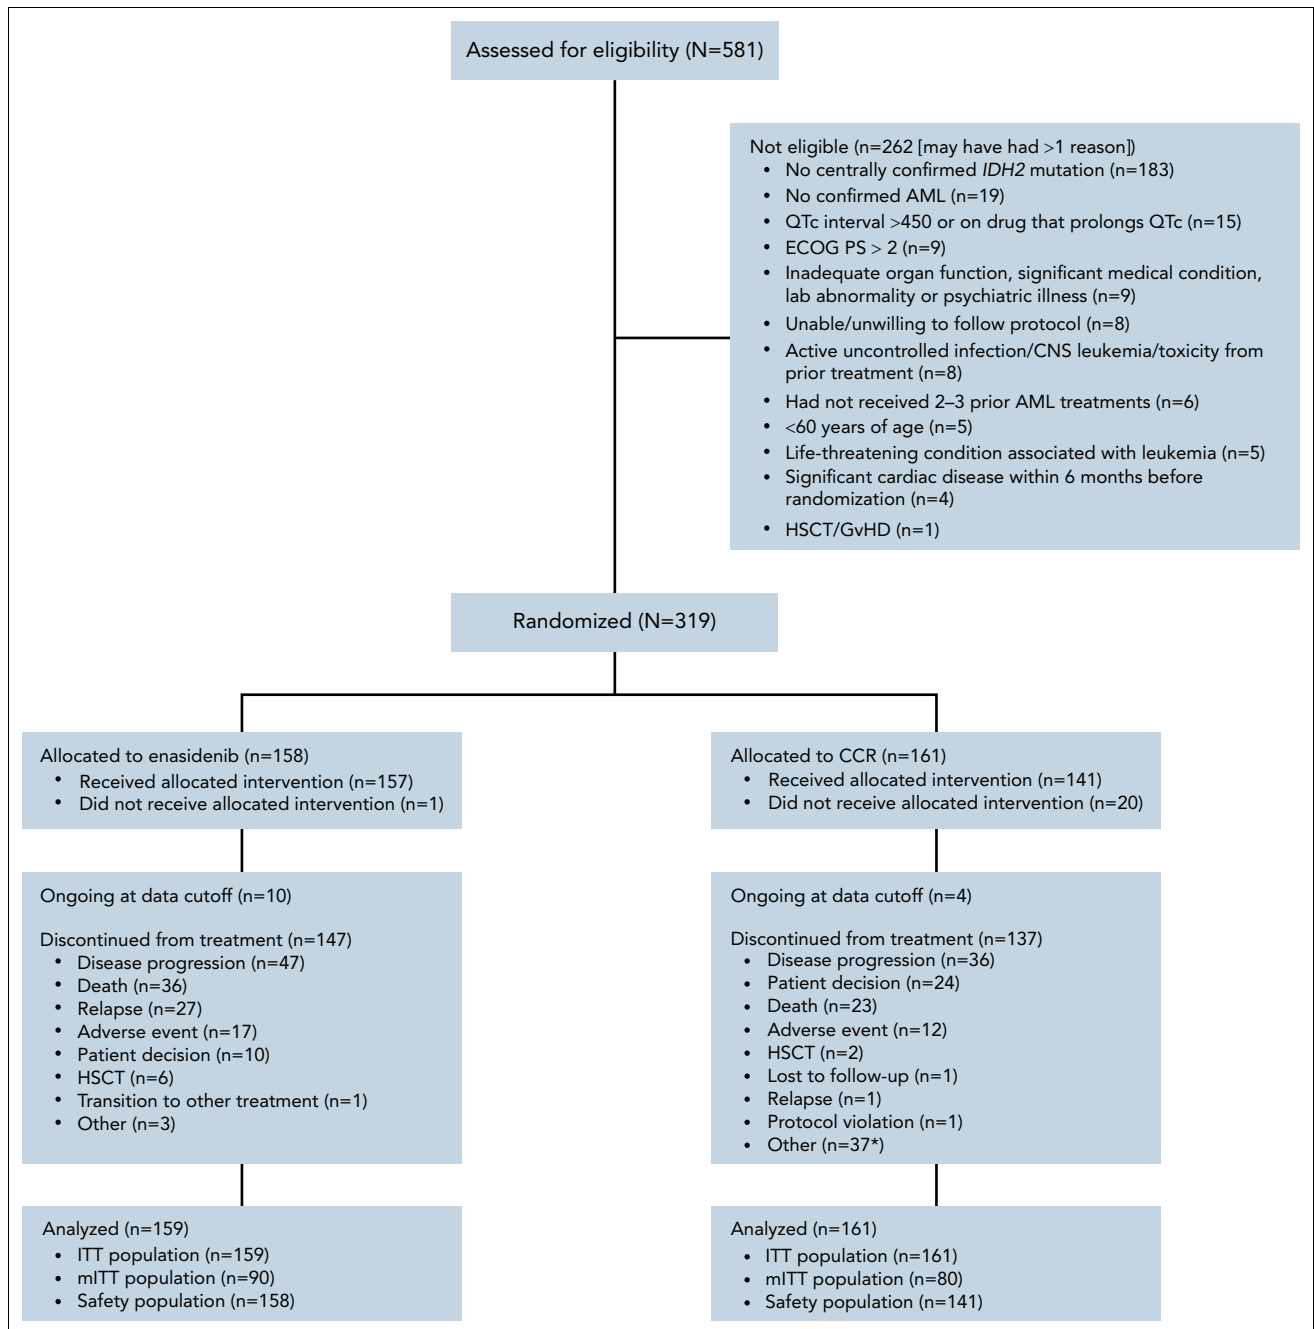 Assessed for eligibility (N=581)
Not eligible (n=262 [may have had >1 reason])
• No centrally confirmed IDH2 mutation (n=183)
• No confirmed AML (n=19)
• QTc interval >450 or on drug that prolongs QTc (n=15)
• ECOG PS > 2 (n=9)
• Inadequate organ function, significant medical condition,
lab abnormality or psychiatric illness (n=9)
• Unable/unwilling to follow protocol (n=8)
• Active uncontrolled infection/CNS leukemia/toxicity from
prior treatment (n=8)
• Had not received 2–3 prior AML treatments (n=6)
• <60 years of age (n=5)
• Life-threatening condition associated with leukemia (n=5)
• Significant cardiac disease within 6 months before
randomization (n=4)
• HSCT/GvHD (n=1)
Randomized (N=319)
Allocated to enasidenib (n=158)
• Received allocated intervention (n=157)
• Did not receive allocated intervention (n=1)
Allocated to CCR (n=161)
• Received allocated intervention (n=141)
• Did not receive allocated intervention (n=20)
Ongoing at data cutoff (n=10)
Discontinued from treatment (n=147)
• Disease progression (n=47)
• Death (n=36)
• Relapse (n=27)
• Adverse event (n=17)
• Patient decision (n=10)
• HSCT (n=6)
• Transition to other treatment (n=1)
• Other (n=3)
Ongoing at data cutoff (n=4)
Discontinued from treatment (n=137)
• Disease progression (n=36)
• Patient decision (n=24)
• Death (n=23)
• Adverse event (n=12)
• HSCT (n=2)
• Lost to follow-up (n=1)
• Relapse (n=1)
• Protocol violation (n=1)
• Other (n=37*)
Analyzed (n=159)
• ITT population (n=159)
• mITT population (n=90)
• Safety population (n=158)
Analyzed (n=161)
• ITT population (n=161)
• mITT population (n=80)
• Safety population (n=141)